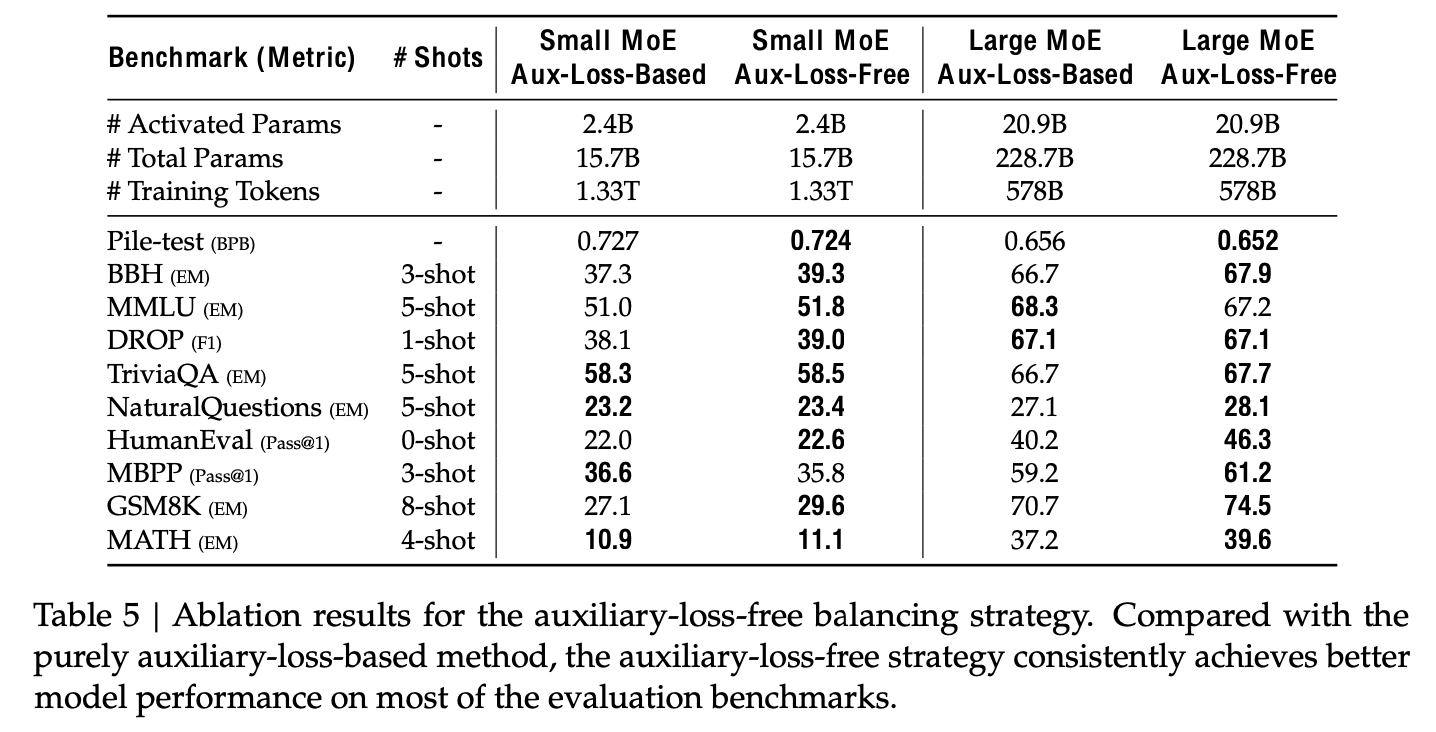 Benchmark (Metric) # Shots Small MoE Aux-Loss-Based Small MoE Aux-Loss-Free Large MoE Aux-Loss-Based Large MoE Aux-Loss-Free
# Activated Params - 2.4B 2.4B 20.9B 20.9B
# Total Params - 15.7B 15.7B 228.7B 228.7B
# Training Tokens - 1.33T 1.33T 578B 578B
Pile-test (BPB) - 0.727 0.724 0.656 0.652
BBH (EM) 3-shot 37.3 39.3 66.7 67.9
MMLU (EM) 5-shot 51.0 51.8 68.3 67.2
DROP (F1) 1-shot 38.1 39.0 67.1 67.1
TriviaQA (EM) 5-shot 58.3 58.5 66.7 67.7
NaturalQuestions (EM) 5-shot 23.2 23.4 27.1 28.1
HumanEval (Pass@1) 0-shot 22.0 22.6 40.2 46.3
MBPP (Pass@1) 3-shot 36.6 35.8 59.2 61.2
GSM8K (EM) 8-shot 27.1 29.6 70.7 74.5
MATH (EM) 4-shot 10.9 11.1 37.2 39.6
Table 5 | Ablation results for the auxiliary-loss-free balancing strategy. Compared with the
purely auxiliary-loss-based method, the auxiliary-loss-free strategy consistently achieves better
model performance on most of the evaluation benchmarks.